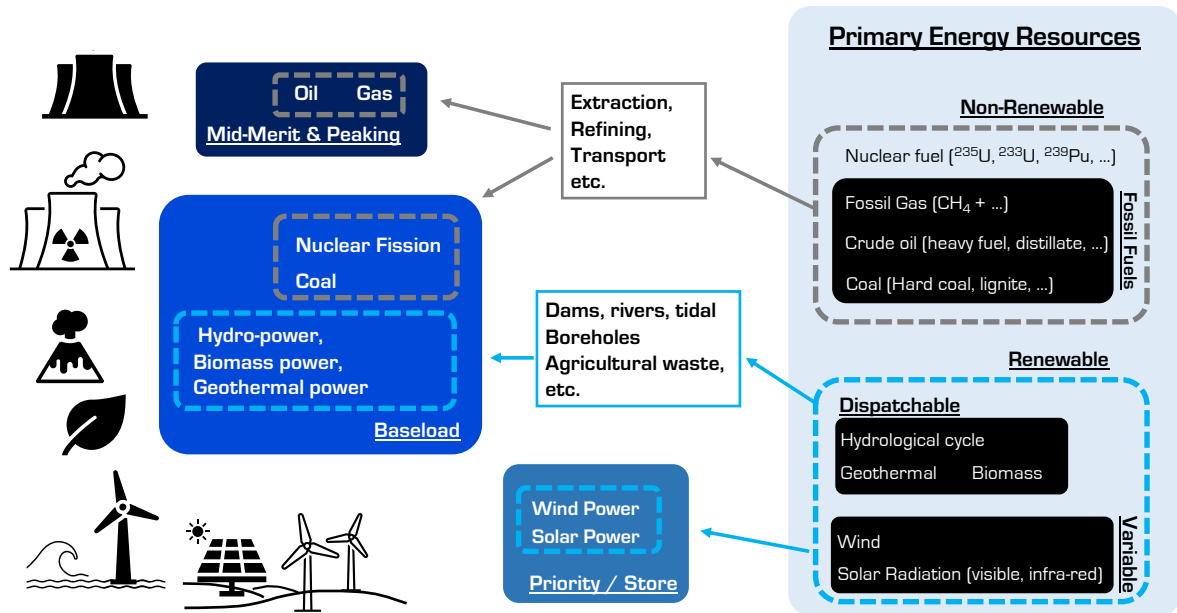 Primary Energy Resources
Non-Renewable
Nuclear fuel (²³⁵U, ²³³U, ²³⁹Pu, ...)
Fossil Gas (CH₄ + ...)
Crude oil (heavy fuel, distillate, ...)
Coal (Hard coal, lignite, ...)
Fossil Fuels
Renewable
Dispatchable
Hydrological cycle
Geothermal Biomass
Wind
Solar Radiation (visible, infra-red)
Variable
Extraction,
Refining,
Transport
etc.
Dams, rivers, tidal
Boreholes
Agricultural waste,
etc.
Oil Gas
Mid-Merit & Peaking
Nuclear Fission
Coal
Hydro-power,
Biomass power,
Geothermal power
Baseload
Wind Power
Solar Power
Priority / Store